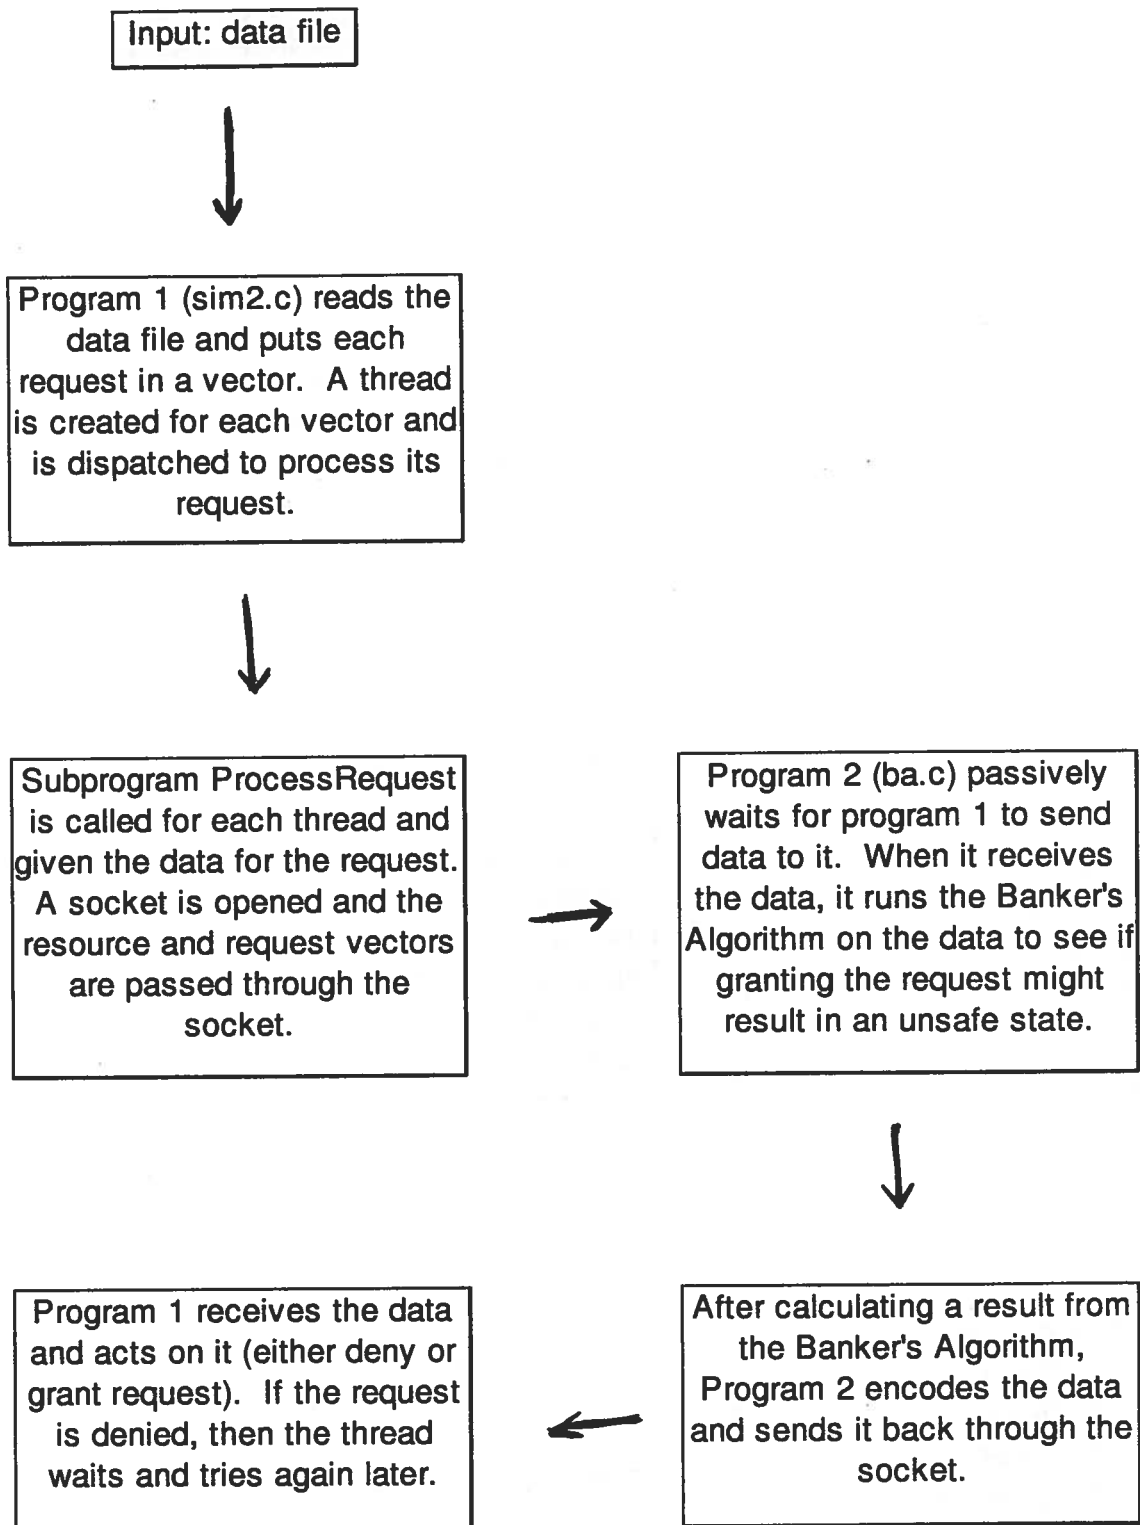 Input: data file
Program 1 (sim2.c) reads the
data file and puts each
request in a vector.  A thread
is created for each vector and
is dispatched to process its
request.
Subprogram ProcessRequest
is called for each thread and
given the data for the request.
A socket is opened and the
resource and request vectors
are passed through the
socket.
Program 2 (ba.c) passively
waits for program 1 to send
data to it.  When it receives
the data, it runs the Banker's
Algorithm on the data to see if
granting the request might
result in an unsafe state.
After calculating a result from
the Banker's Algorithm,
Program 2 encodes the data
and sends it back through the
socket.
Program 1 receives the data
and acts on it (either deny or
grant request).  If the request
is denied, then the thread
waits and tries again later.